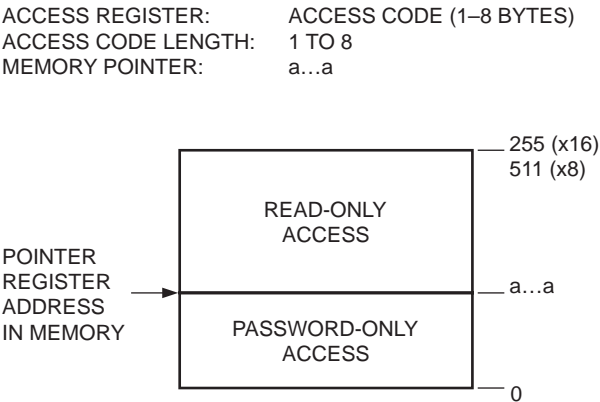 ACCESS REGISTER: ACCESS CODE (1–8 BYTES)
ACCESS CODE LENGTH: 1 TO 8
MEMORY POINTER: a…a
255 (x16)
511 (x8)
READ-ONLY
ACCESS
POINTER
REGISTER
ADDRESS
IN MEMORY
a…a
PASSWORD-ONLY
ACCESS
0